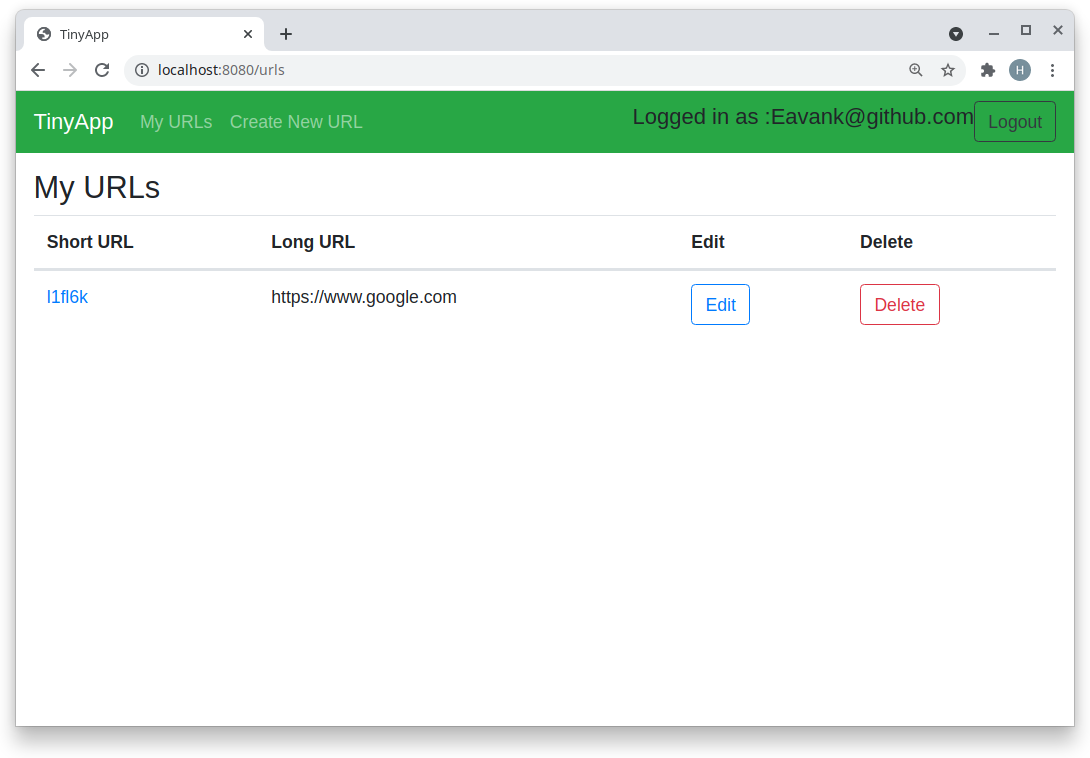 TinyApp
localhost:8080/urls
H
TinyApp My URLs Create New URL Logged in as :Eavank@github.com Logout
My URLs
Short URL Long URL Edit Delete
l1fl6k https://www.google.com Edit Delete